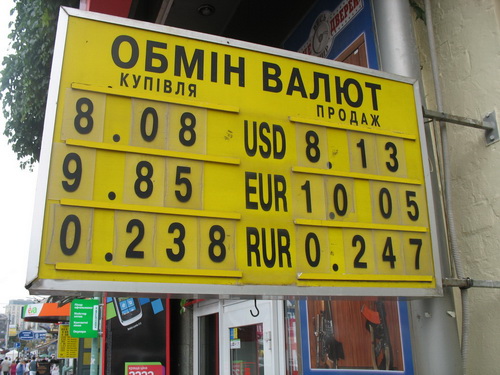 ОБМІН ВАЛЮТ
КУПІВЛЯ ПРОДАЖ
8.08 USD 8.13
9.85 EUR 10.05
0.238 RUR 0.247